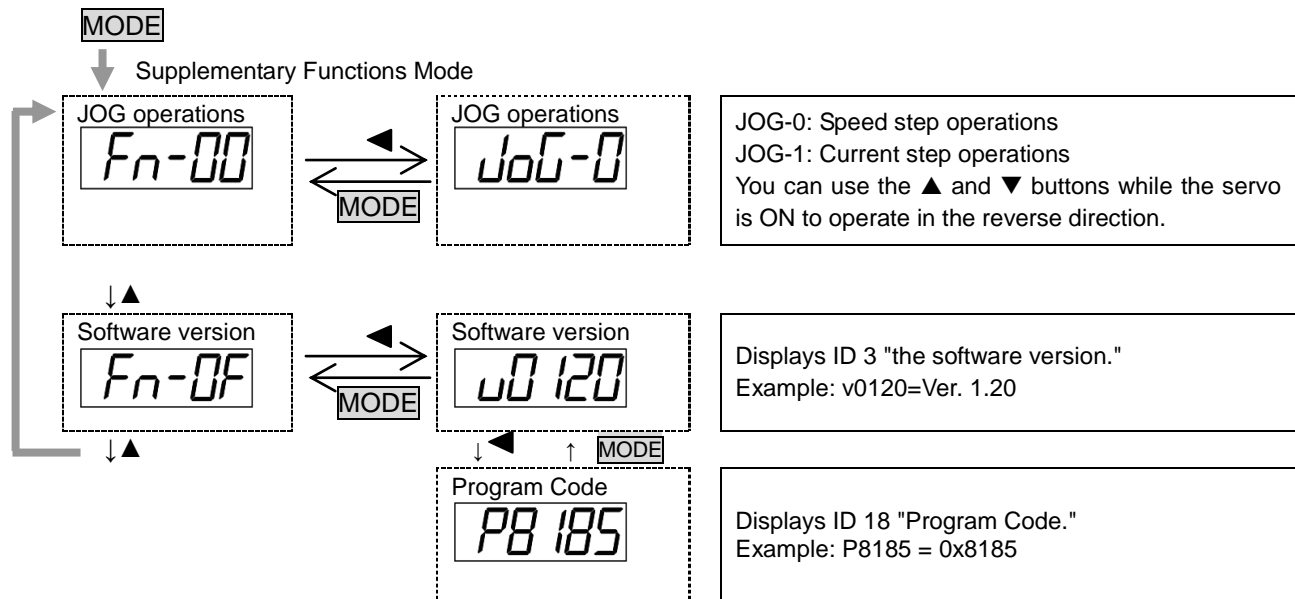 MODE
Supplementary Functions Mode
JOG operations
Fn-00
◀
MODE
JOG operations
JoG-0
JOG-0: Speed step operations
JOG-1: Current step operations
You can use the ▲ and ▼ buttons while the servo
is ON to operate in the reverse direction.
↓▲
Software version
Fn-0F
◀
MODE
Software version
v0120
Displays ID 3 "the software version."
Example: v0120=Ver. 1.20
↓▲
↓◀ ↑ MODE
Program Code
P8185
Displays ID 18 "Program Code."
Example: P8185 = 0x8185